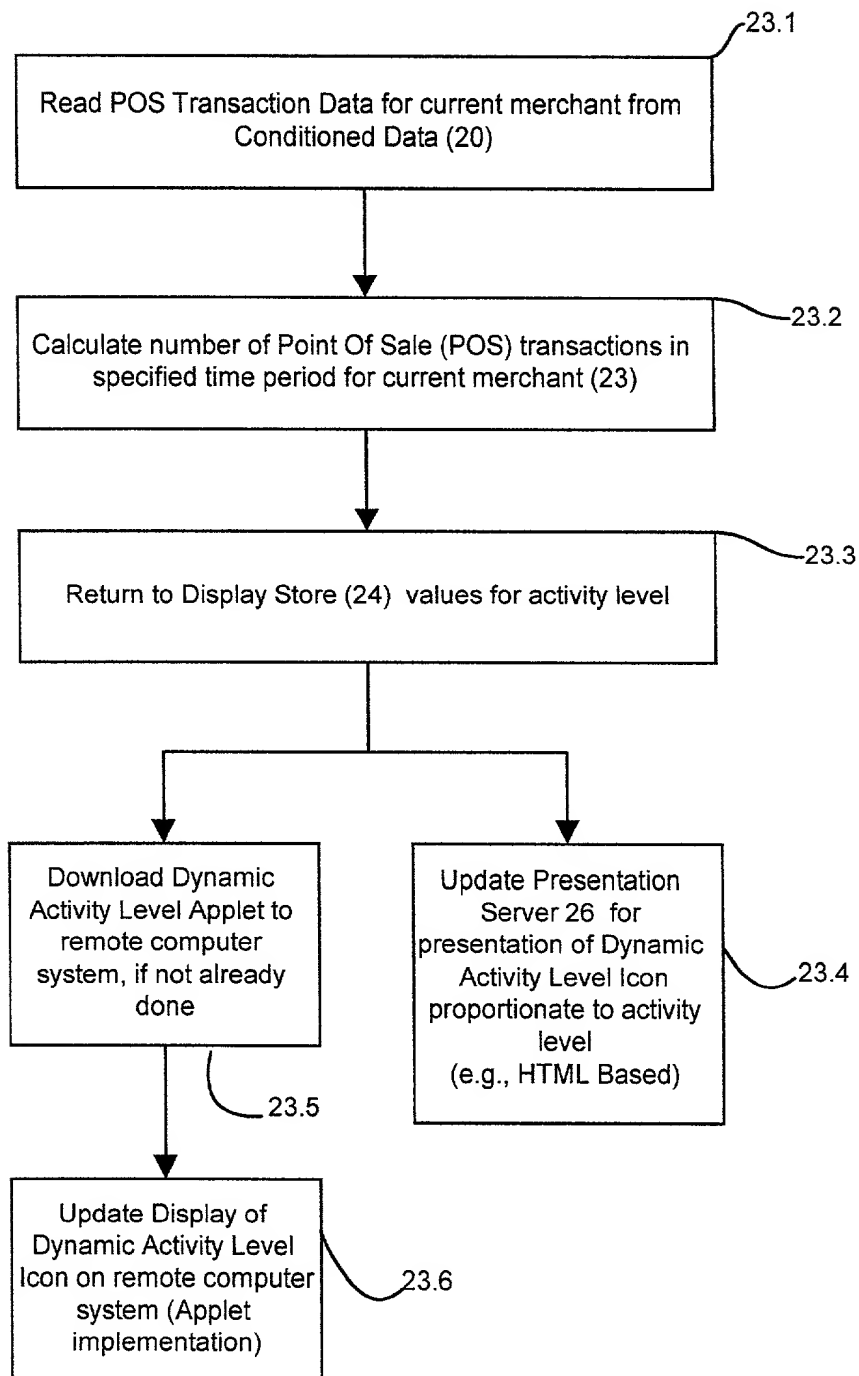 23.1
Read POS Transaction Data for current merchant from
Conditioned Data (20)
23.2
Calculate number of Point Of Sale (POS) transactions in
specified time period for current merchant (23)
23.3
Return to Display Store (24) values for activity level
Download Dynamic
Activity Level Applet to
remote computer
system, if not already
done
23.5
Update Presentation
Server 26 for
presentation of Dynamic
Activity Level Icon
proportionate to activity
level
(e.g., HTML Based)
23.4
Update Display of
Dynamic Activity Level
Icon on remote computer
system (Applet
implementation)
23.6